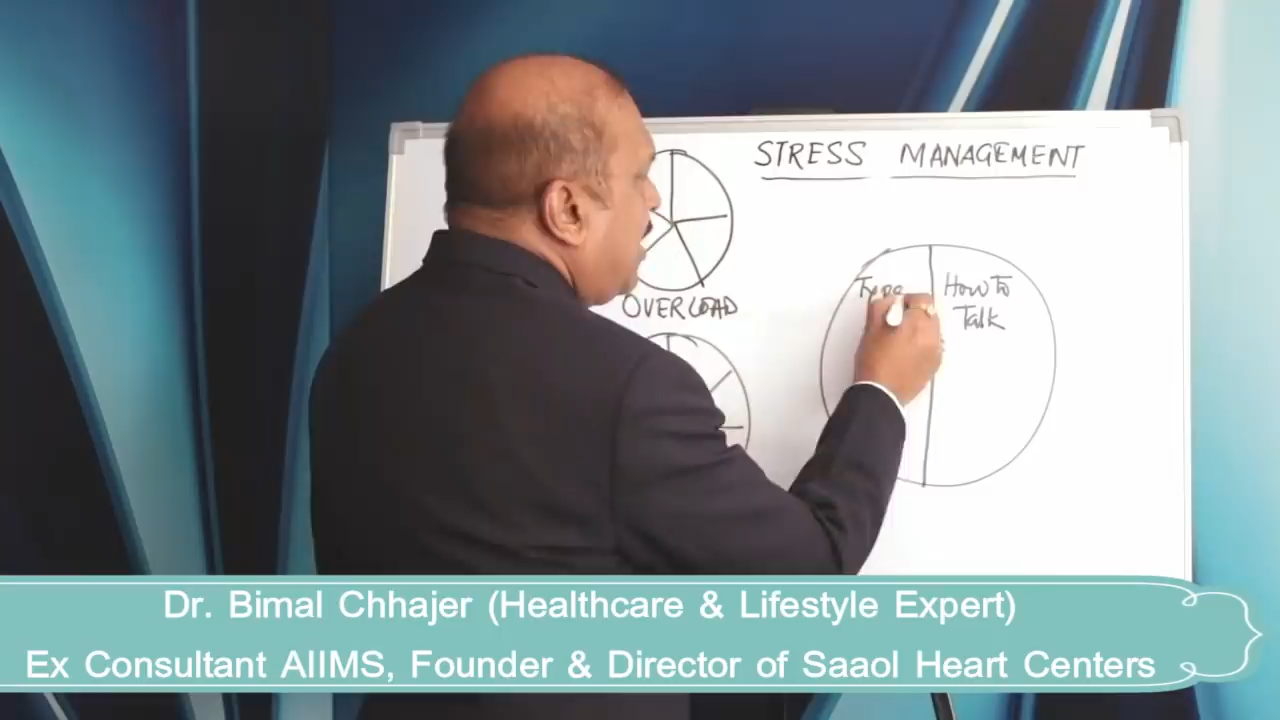 STRESS MANAGEMENT
OVERLOAD
Type
How To
Talk
Dr. Bimal Chhajer (Healthcare & Lifestyle Expert)
Ex Consultant AIIMS, Founder & Director of Saaol Heart Centers